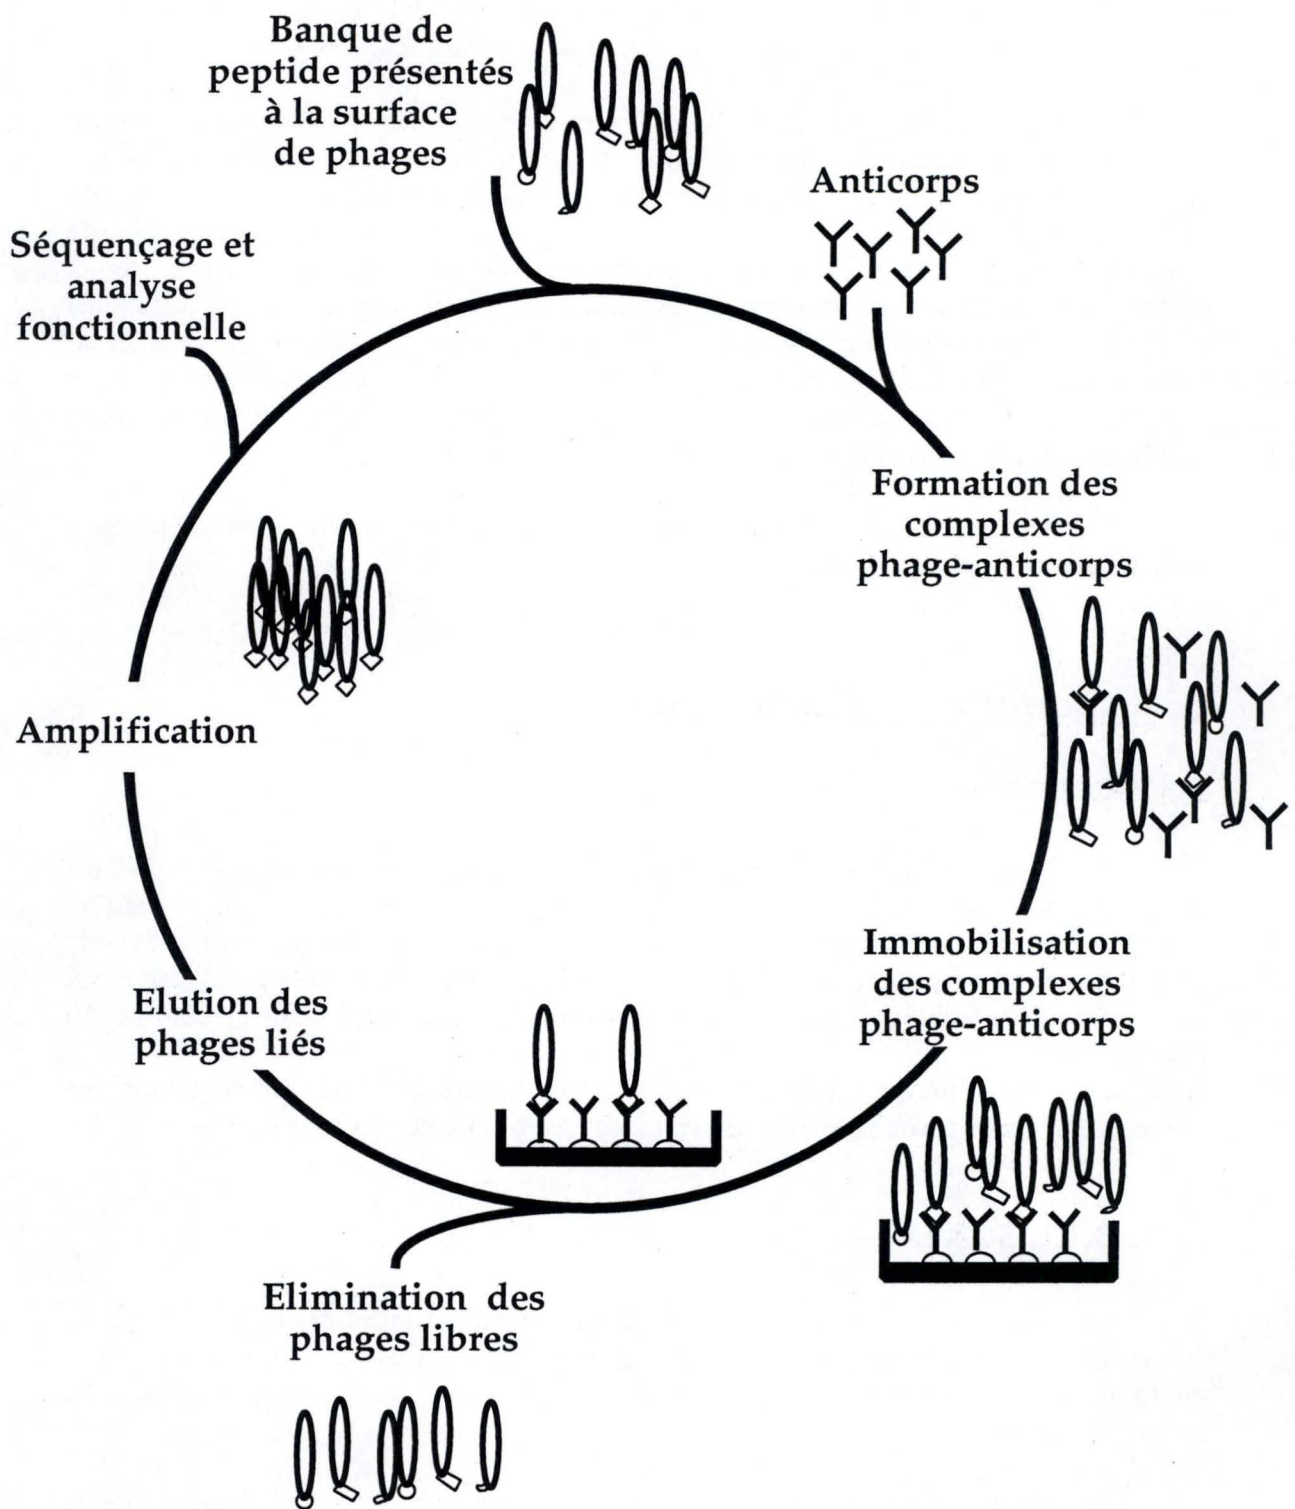 Banque de
peptide présentés
à la surface
de phages
Anticorps
Séquençage et
analyse
fonctionnelle
Formation des
complexes
phage-anticorps
Amplification
Immobilisation
des complexes
phage-anticorps
Elution des
phages liés
Elimination des
phages libres